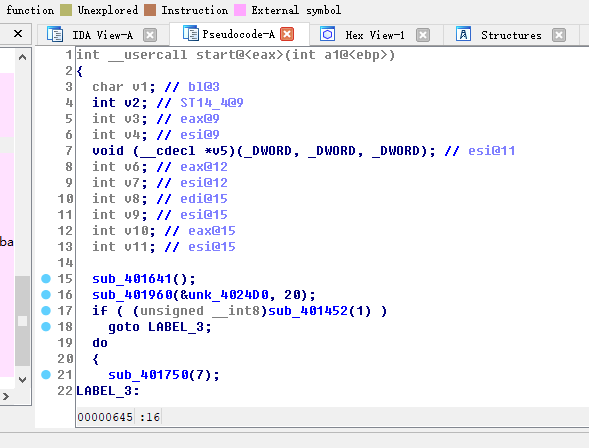 function Unexplored Instruction External symbol
IDA View-A Pseudocode-A Hex View-1 Structures
1 int __usercall start@<eax>(int a1@<ebp>)
2 {
3 char v1; // bl@3
4 int v2; // ST14_4@9
5 int v3; // eax@9
6 int v4; // esi@9
7 void (__cdecl *v5)(_DWORD, _DWORD, _DWORD); // esi@11
8 int v6; // eax@12
9 int v7; // esi@12
10 int v8; // edi@15
11 int v9; // esi@15
12 int v10; // eax@15
13 int v11; // esi@15
14
15 sub_401641();
16 sub_401960(&unk_4024D0, 20);
17 if ( (unsigned __int8)sub_401452(1) )
18 goto LABEL_3;
19 do
20 {
21 sub_401750(7);
22 LABEL_3:
ba
00000645 :16